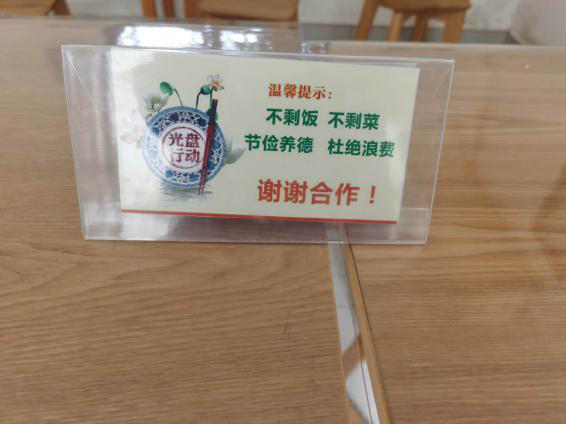 光盘
行动
温馨提示：
不剩饭 不剩菜
节俭养德 杜绝浪费
谢谢合作！